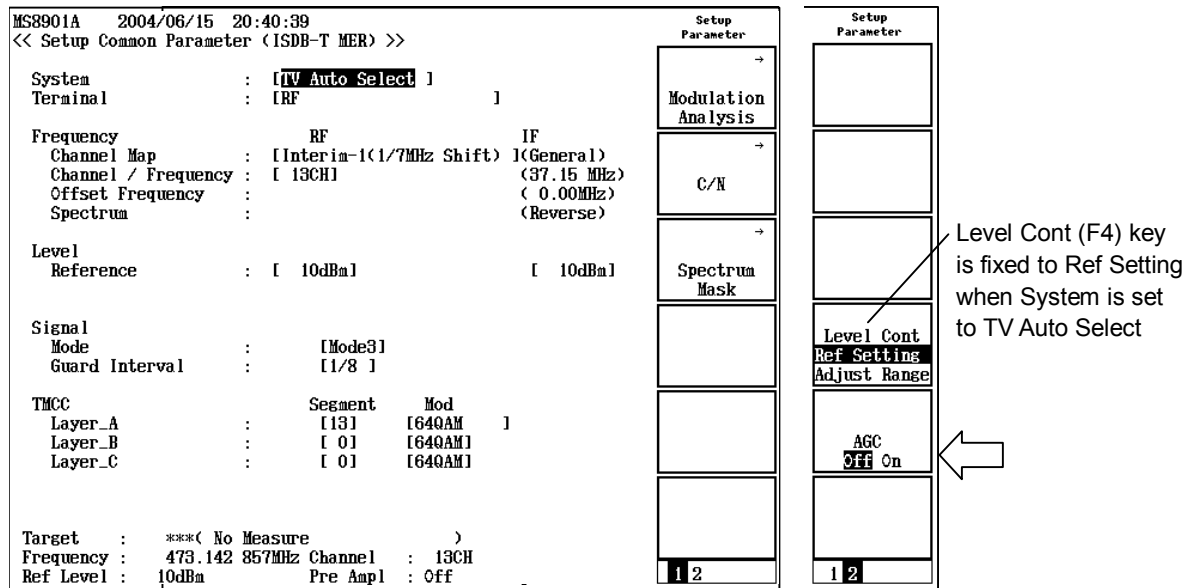 MS8901A 2004/06/15 20:40:39
<< Setup Common Parameter (ISDB-T MER) >>
System : [TV Auto Select ]
Terminal : [RF ]
Frequency RF IF
Channel Map : [Interim-1(1/7MHz Shift) ](General)
Channel / Frequency : [ 13CH] (37.15 MHz)
Offset Frequency : ( 0.00MHz)
Spectrum : (Reverse)
Level
Reference : [ 10dBm] [ 10dBm]
Signal
Mode : [Mode3]
Guard Interval : [1/8 ]
TMCC Segment Mod
Layer_A : [13] [64QAM ]
Layer_B : [ 0] [64QAM]
Layer_C : [ 0] [64QAM]
Target : ***( No Measure )
Frequency : 473.142 857MHz Channel : 13CH
Ref Level : 10dBm Pre Ampl : Off
Setup
Parameter
→
Modulation
Analysis
→
C/N
→
Spectrum
Mask
1 2
Setup
Parameter
Level Cont
Ref Setting
Adjust Range
AGC
Off On
1 2
Level Cont (F4) key
is fixed to Ref Setting
when System is set
to TV Auto Select